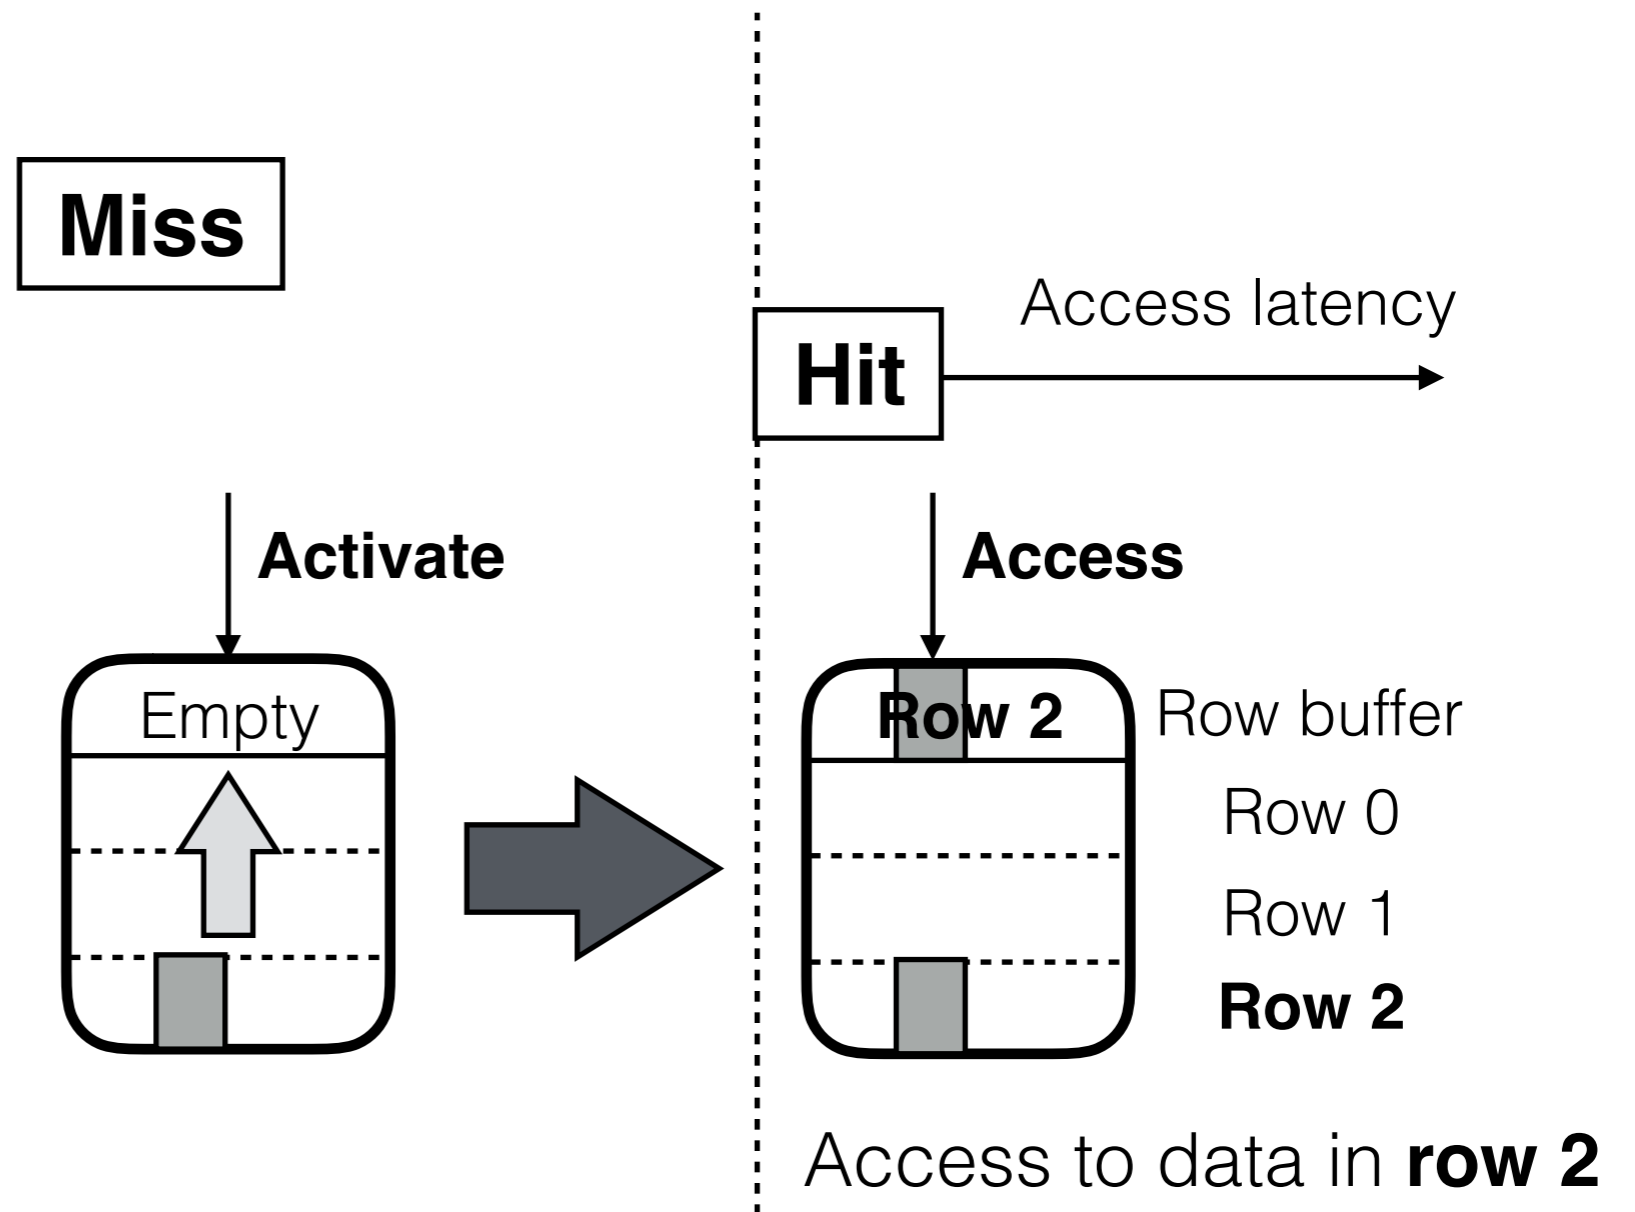 Miss
Access latency
Hit
Activate
Access
Empty
Row 2
Row buffer
Row 0
Row 1
Row 2
Access to data in row 2